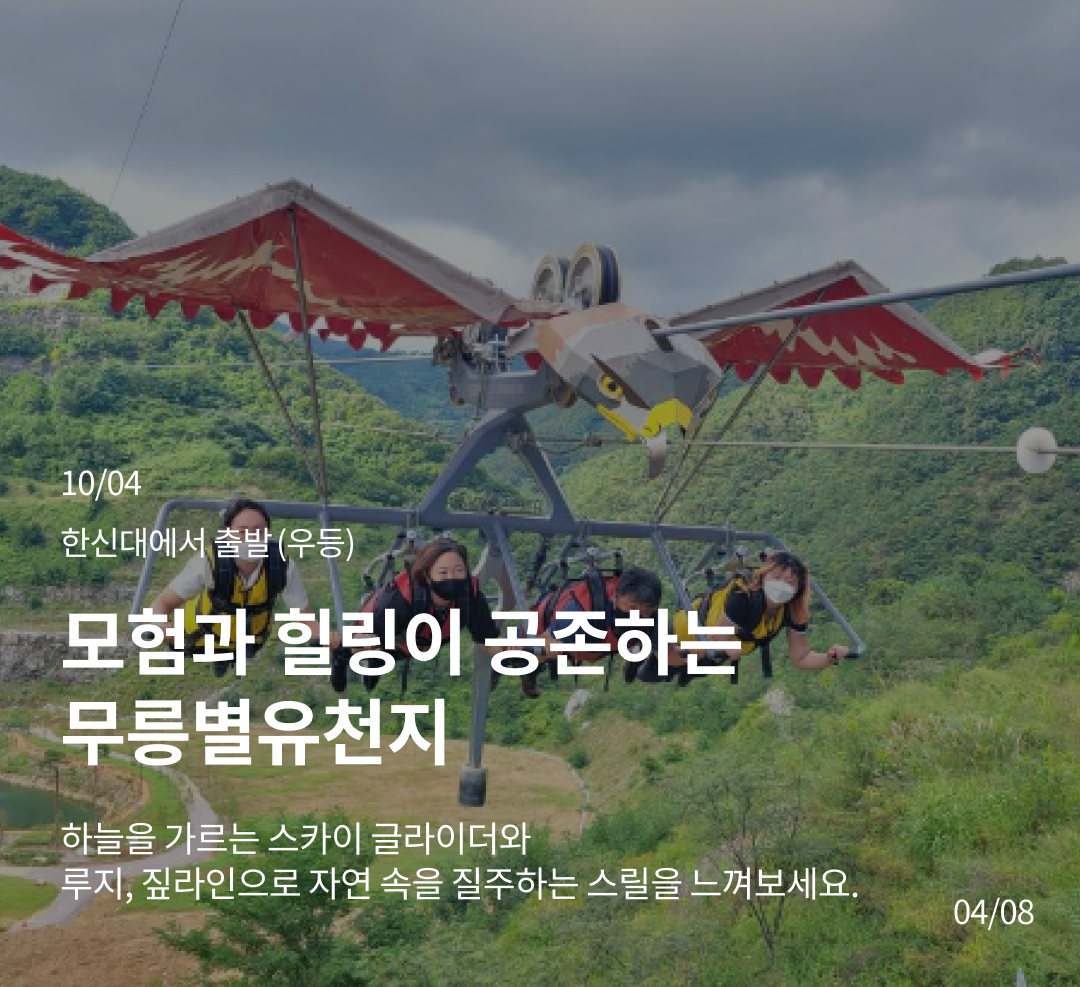 10/04
한신대에서 출발 (우등)
모험과 힐링이 공존하는
무릉별유천지
하늘을 가르는 스카이 글라이더와
루지, 짚라인으로 자연 속을 질주하는 스릴을 느껴보세요.
04/08